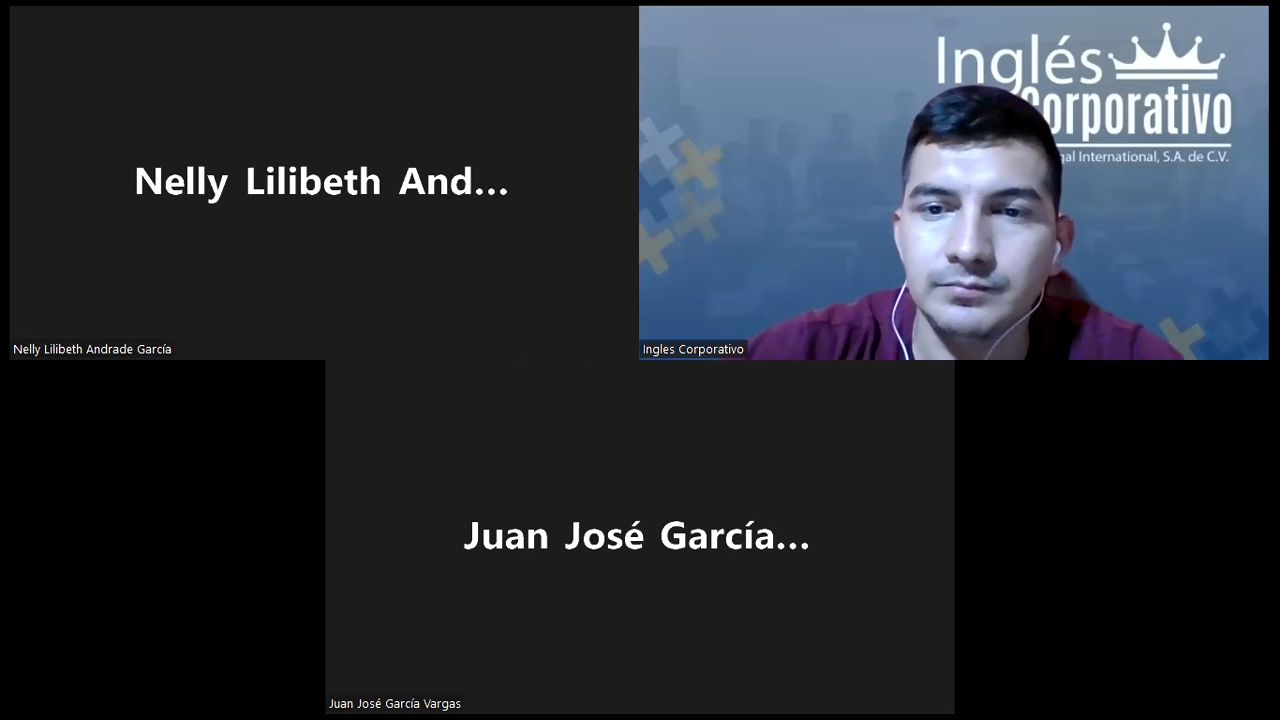 Nelly Lilibeth And...
Nelly Lilibeth Andrade García
Inglés
Corporativo
gal International, S.A. de C.V.
Ingles Corporativo
Juan José García...
Juan José García Vargas